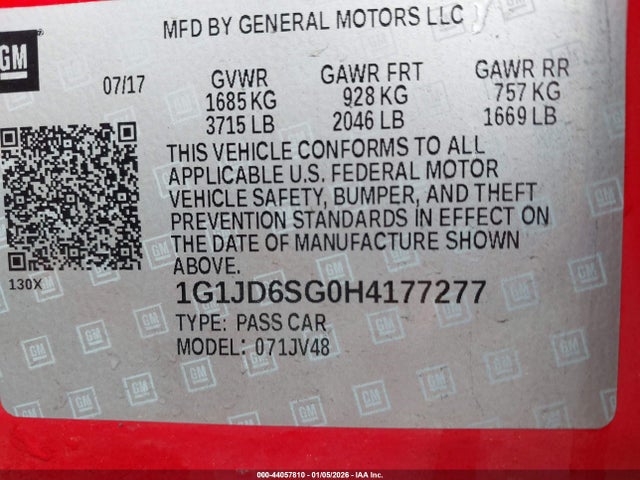 MFD BY GENERAL MOTORS LLC
GM
07/17 GVWR GAWR FRT GAWR RR
1685 KG 928 KG 757 KG
3715 LB 2046 LB 1669 LB
THIS VEHICLE CONFORMS TO ALL
APPLICABLE U.S. FEDERAL MOTOR
VEHICLE SAFETY, BUMPER, AND THEFT
PREVENTION STANDARDS IN EFFECT ON
THE DATE OF MANUFACTURE SHOWN
ABOVE.
130X
1G1JD6SG0H4177277
TYPE: PASS CAR
MODEL: 071JV48
000-44057810 - 01/05/2026 - IAA Inc.